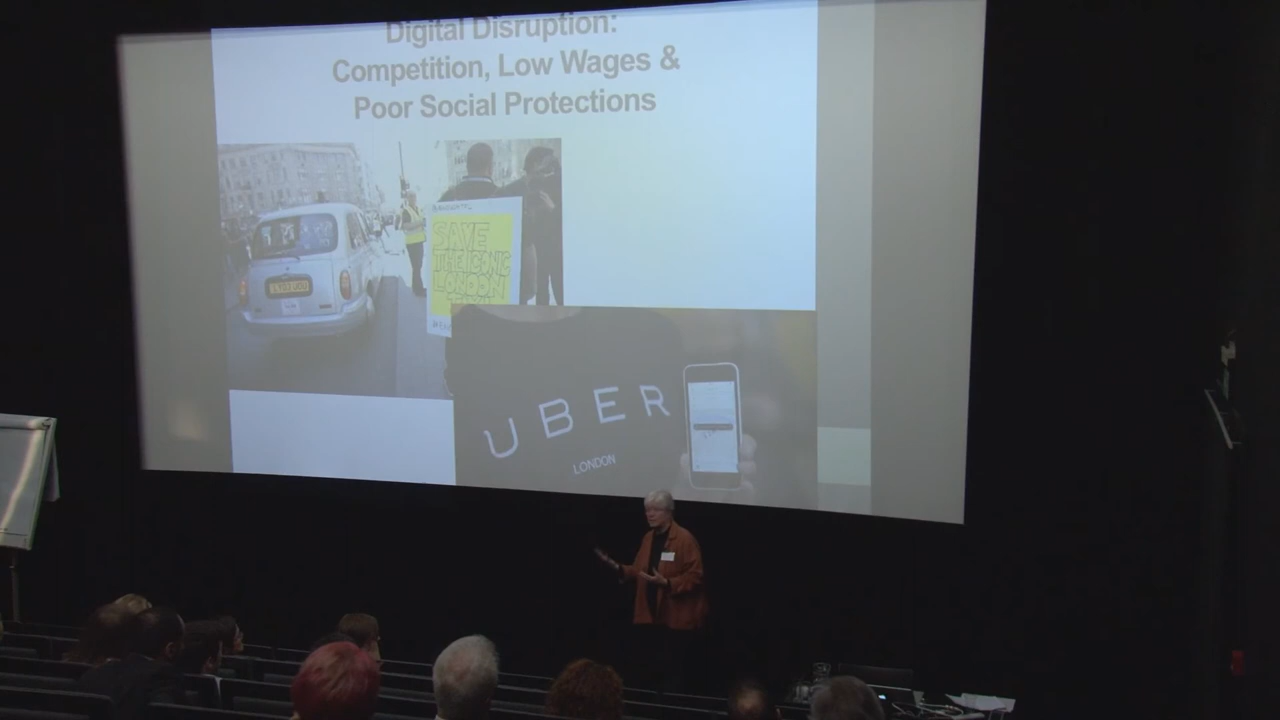 Digital Disruption:
Competition, Low Wages &
Poor Social Protections
SAVE
THE ICONIC
LONDON
UBER
LONDON